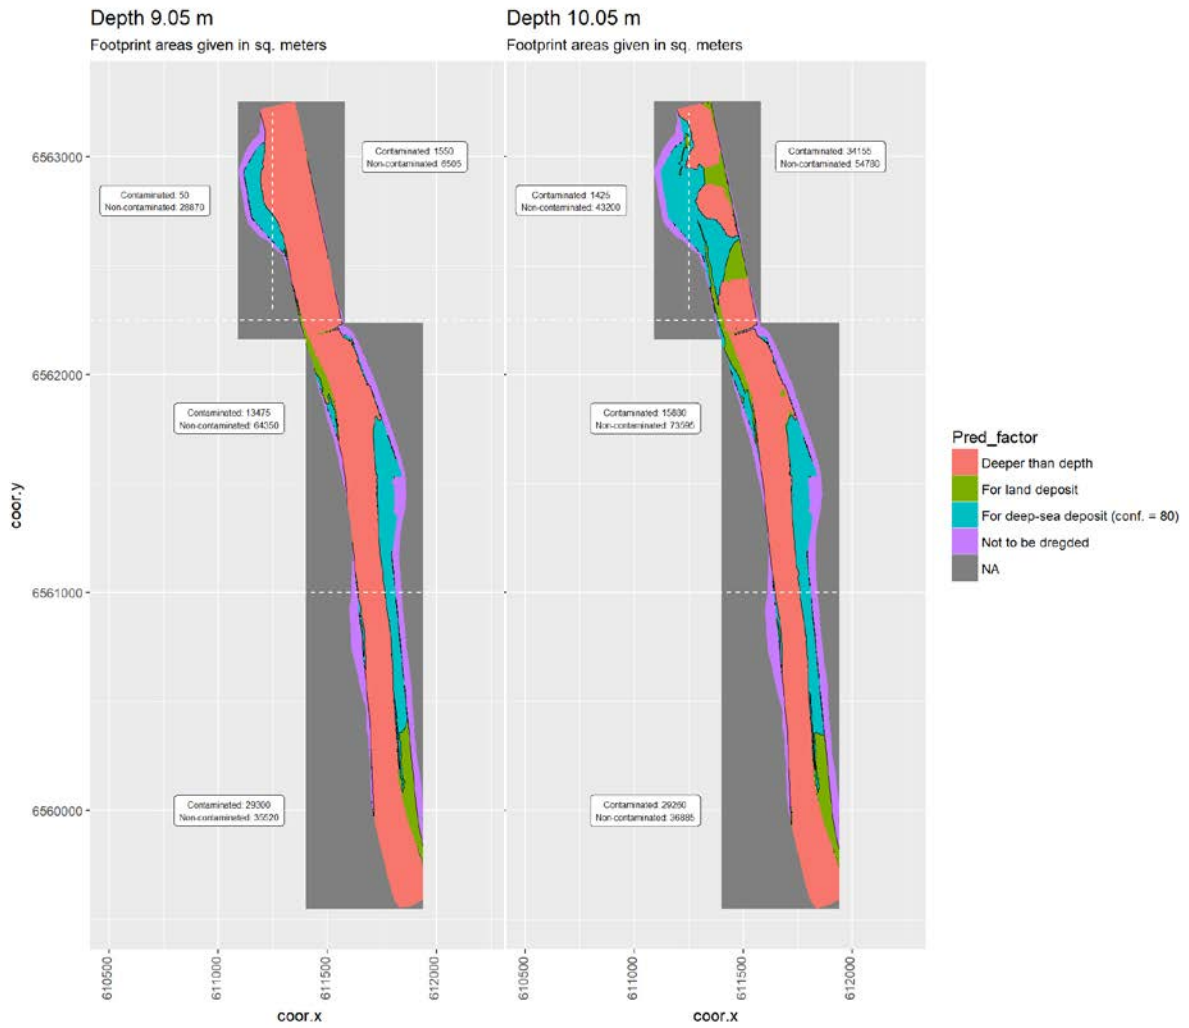 Depth 9.05 m
Footprint areas given in sq. meters
Depth 10.05 m
Footprint areas given in sq. meters
6563000
6562000
6561000
6560000
coor.y
Contaminated: 1550
Non-contaminated: 6505
Contaminated: 50
Non-contaminated: 28870
Contaminated: 13475
Non-contaminated: 64350
Contaminated: 29300
Non-contaminated: 35520
Contaminated: 34155
Non-contaminated: 54780
Contaminated: 1425
Non-contaminated: 43200
Contaminated: 15830
Non-contaminated: 73595
Contaminated: 29260
Non-contaminated: 36885
610500
611000
611500
612000
coor.x
610500
611000
611500
612000
coor.x
Pred_factor
Deeper than depth
For land deposit
For deep-sea deposit (conf. = 80)
Not to be dregded
NA